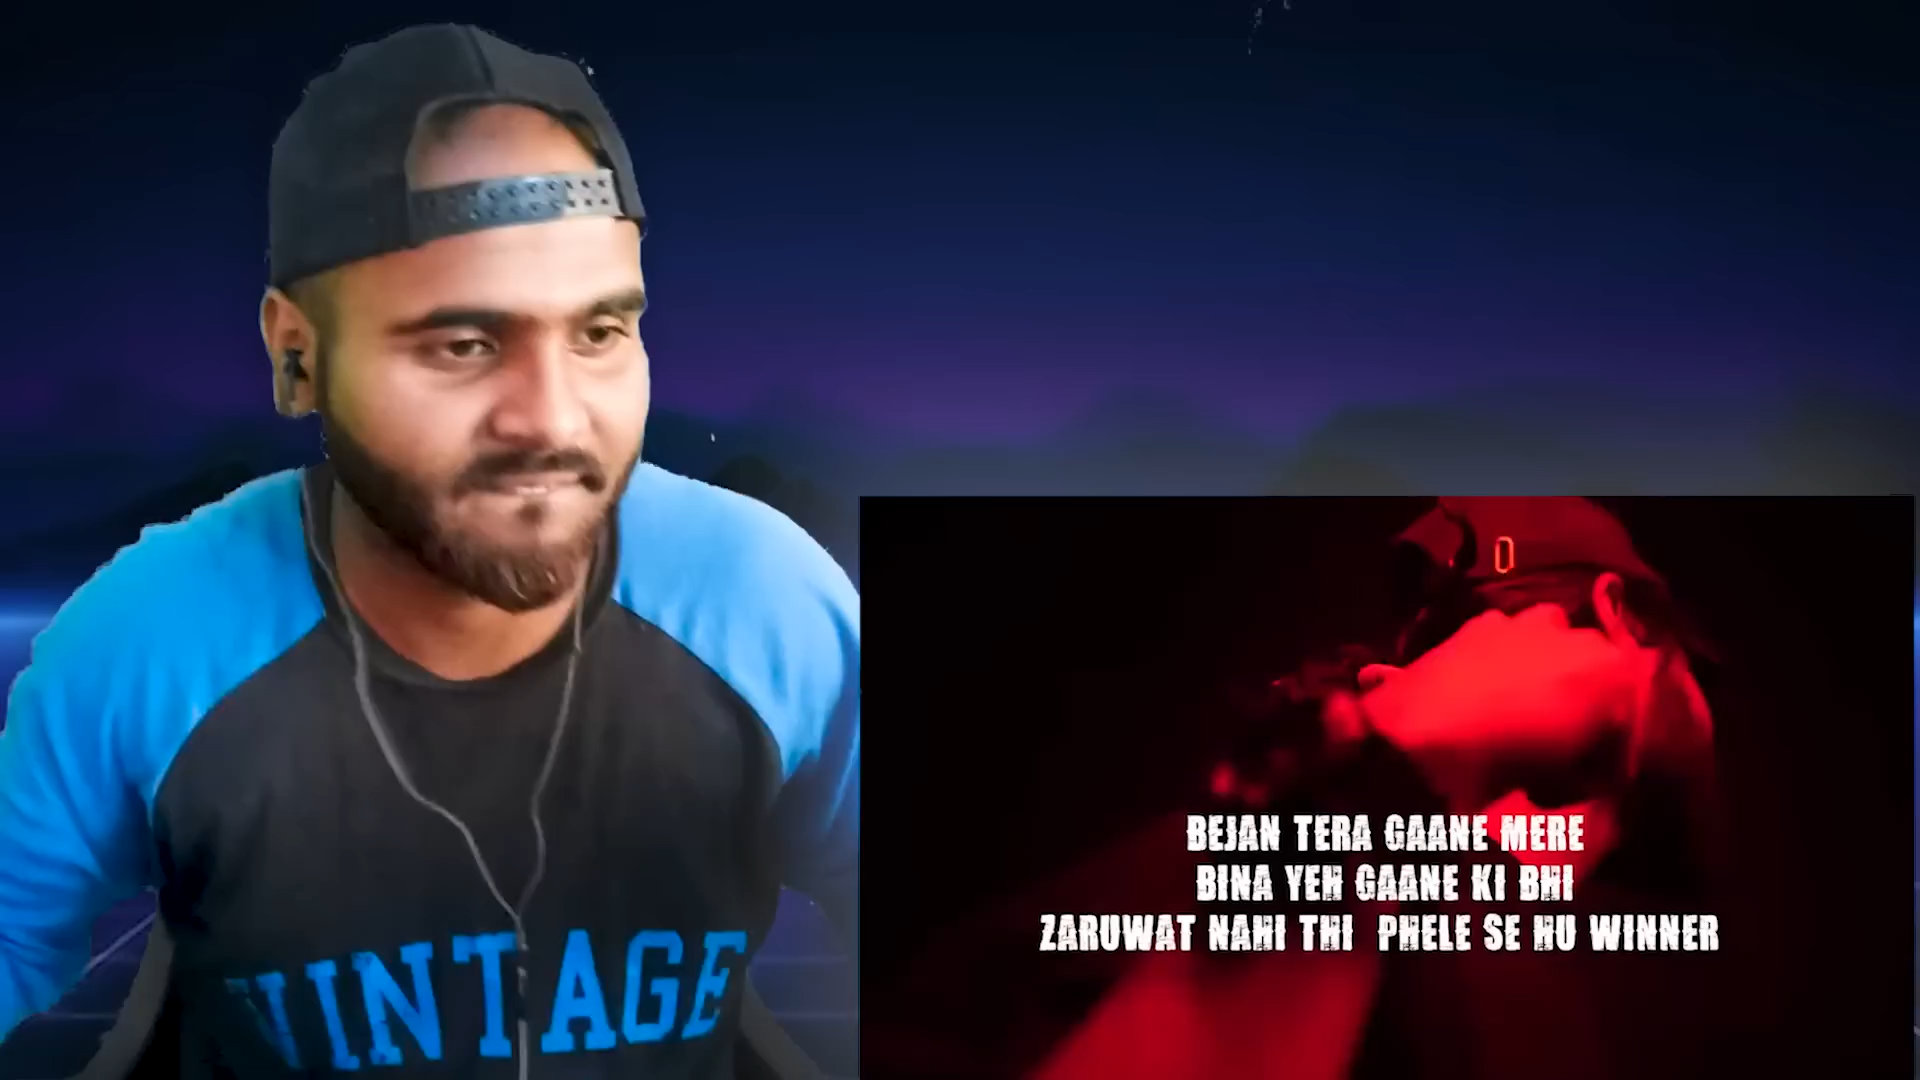 VINTAGE
BEJAN TERA GAANE MERE
BINA YEH GAANE KI BHI
ZARUWAT NAHI THI PHELE SE HU WINNER